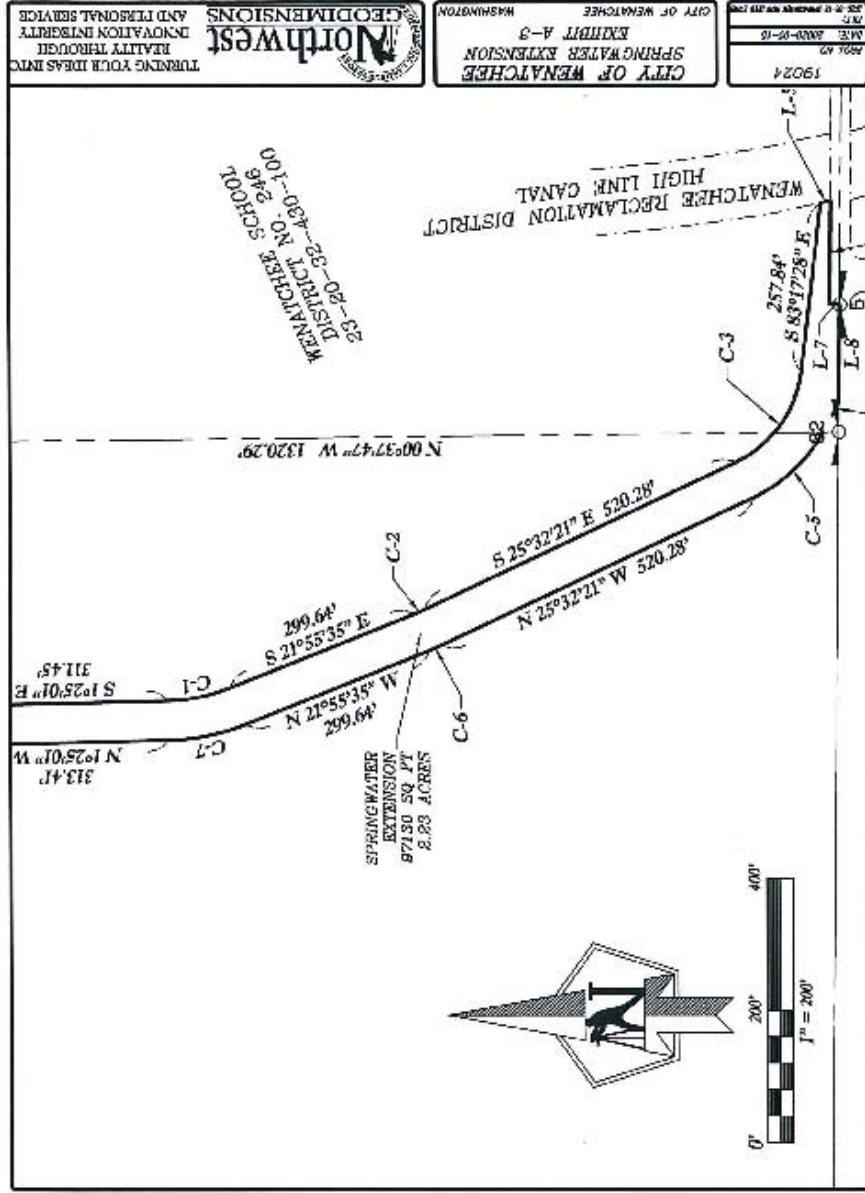 TURNING YOUR IDEAS INTO
REALITY THROUGH
INNOVATION INTEGRITY
AND PERSONAL SERVICE
Northwest
GEODIMENSIONS
CITY OF WENATCHEE
SPRINGWATER EXTENSION
EXHIBIT A-3
CITY OF WENATCHEE
WASHINGTON
PROJ. NO.
19024
DATE:
WENATCHEE SCHOOL
DISTRICT NO. 246
23-20-32-430-100
WENATCHEE RECLAMATION DISTRICT
HIGH LINE CANAL
N 00°37'47" W 1320.29'
257.84'
S 83°17'28" E
L-7
L-8
C-3
C-5
S 25°32'21" E 520.28'
N 25°32'21" W 520.28'
C-2
C-6
299.64'
S 21°55'35" E
N 21°55'35" W
299.64'
C-1
C-7
S 1°25'01" E
311.45'
N 1°25'01" W
313.41'
SPRINGWATER
EXTENSION
97130 SQ FT
2.23 ACRES
0'
200'
400'
1" = 200'